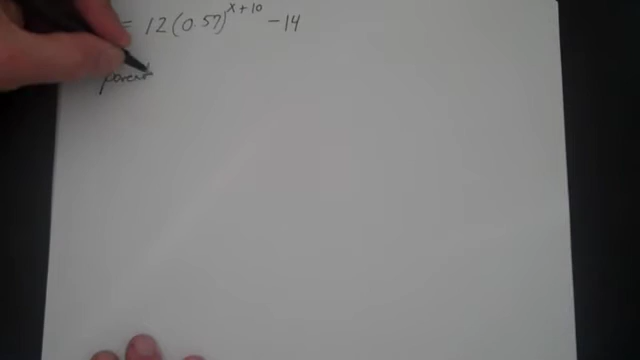 = 12(0.57)^{x+10} - 14
parent